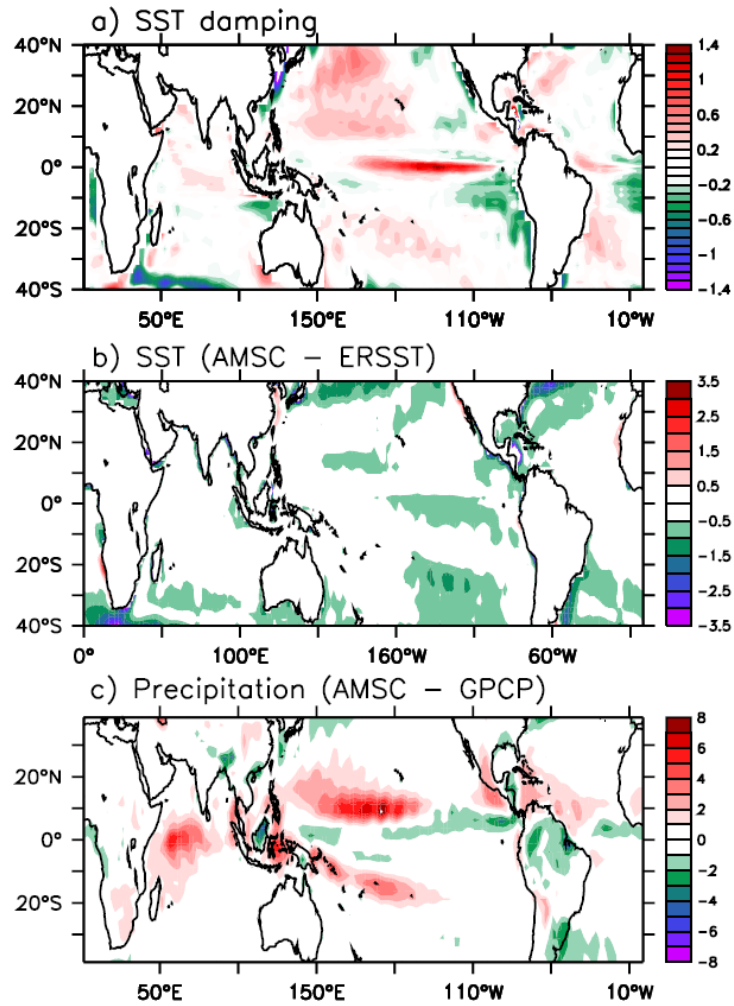 a) SST damping
40°N
20°N
0°
20°S
40°S
50°E 150°E 110°W 10°W
1.4
1
0.6
0.2
−0.2
−0.6
−1
−1.4
b) SST (AMSC − ERSST)
40°N
20°N
0°
20°S
40°S
0° 100°E 160°W 60°W
3.5
2.5
1.5
0.5
−0.5
−1.5
−2.5
−3.5
c) Precipitation (AMSC − GPCP)
20°N
0°
20°S
50°E 150°E 110°W 10°W
8
6
4
2
0
−2
−4
−6
−8